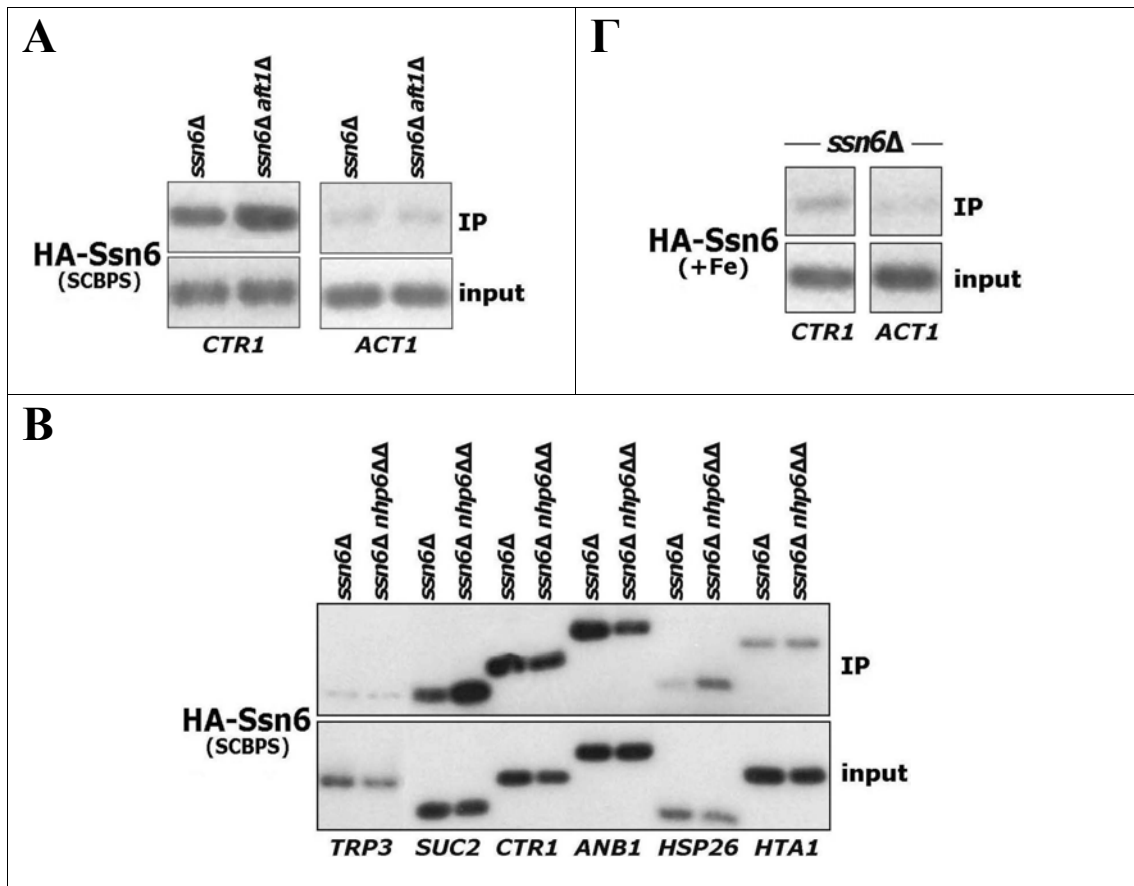 Α
ssn6Δ
ssn6Δ aft1Δ
ssn6Δ
ssn6Δ aft1Δ
HA-Ssn6
(SCBPS)
IP
input
CTR1 ACT1
Γ
ssn6Δ
HA-Ssn6
(+Fe)
IP
input
CTR1 ACT1
Β
ssn6Δ
ssn6Δ nhp6ΔΔ
ssn6Δ
ssn6Δ nhp6ΔΔ
ssn6Δ
ssn6Δ nhp6ΔΔ
ssn6Δ
ssn6Δ nhp6ΔΔ
ssn6Δ
ssn6Δ nhp6ΔΔ
ssn6Δ
ssn6Δ nhp6ΔΔ
HA-Ssn6
(SCBPS)
IP
input
TRP3 SUC2 CTR1 ANB1 HSP26 HTA1